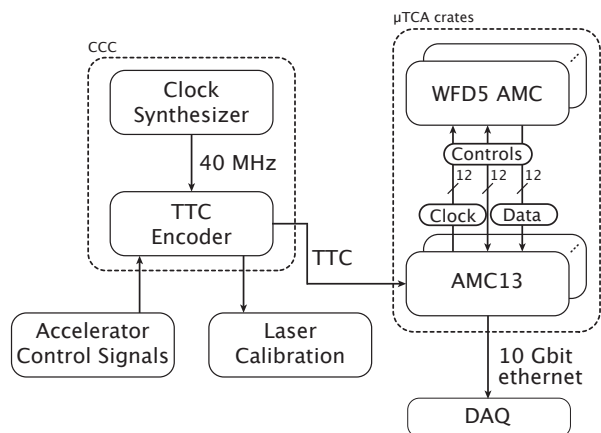 CCC
Clock
Synthesizer
40 MHz
TTC
Encoder
TTC
Accelerator
Control Signals
Laser
Calibration
µTCA crates
WFD5 AMC
Controls
12 12 12
Clock Data
AMC13
10 Gbit
ethernet
DAQ